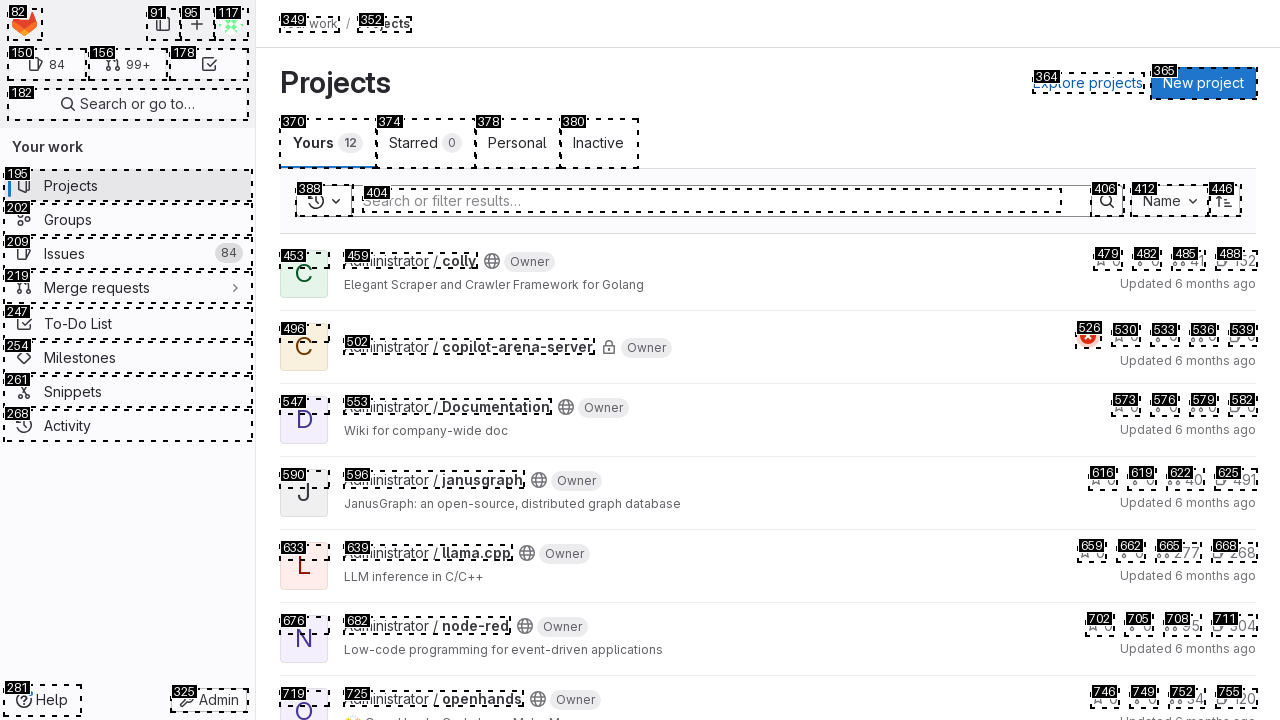 82
91
95
117
150
84
156
99+
178
182
Search or go to…
Your work
195
Projects
202
Groups
209
Issues
84
219
Merge requests
247
To-Do List
254
Milestones
261
Snippets
268
Activity
281
Help
325
Admin
349
work
/
352
Projects
Projects
364
Explore projects
365
New project
370
Yours 12
374
Starred 0
378
Personal
380
Inactive
388
404
Search or filter results…
406
412
Name
446
453
C
459
Administrator / colly
Owner
479
482
485
41
488
152
Elegant Scraper and Crawler Framework for Golang
Updated 6 months ago
496
C
502
Administrator / copilot-arena-server
Owner
526
530
533
536
539
Updated 6 months ago
547
D
553
Administrator / Documentation
Owner
573
576
579
582
Wiki for company-wide doc
Updated 6 months ago
590
J
596
Administrator / janusgraph
Owner
616
619
622
40
625
491
JanusGraph: an open-source, distributed graph database
Updated 6 months ago
633
L
639
Administrator / llama.cpp
Owner
659
662
665
277
668
268
LLM inference in C/C++
Updated 6 months ago
676
N
682
Administrator / node-red
Owner
702
705
708
95
711
304
Low-code programming for event-driven applications
Updated 6 months ago
719
O
725
Administrator / openhands
Owner
746
749
752
34
755
120